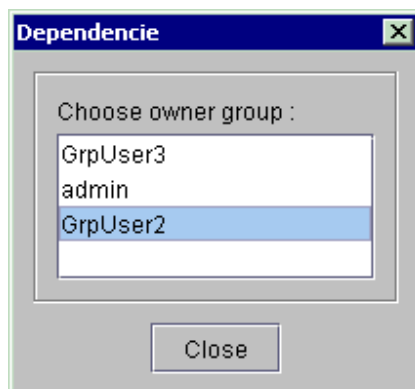 Dependencie
Choose owner group :
GrpUser3
admin
GrpUser2
Close